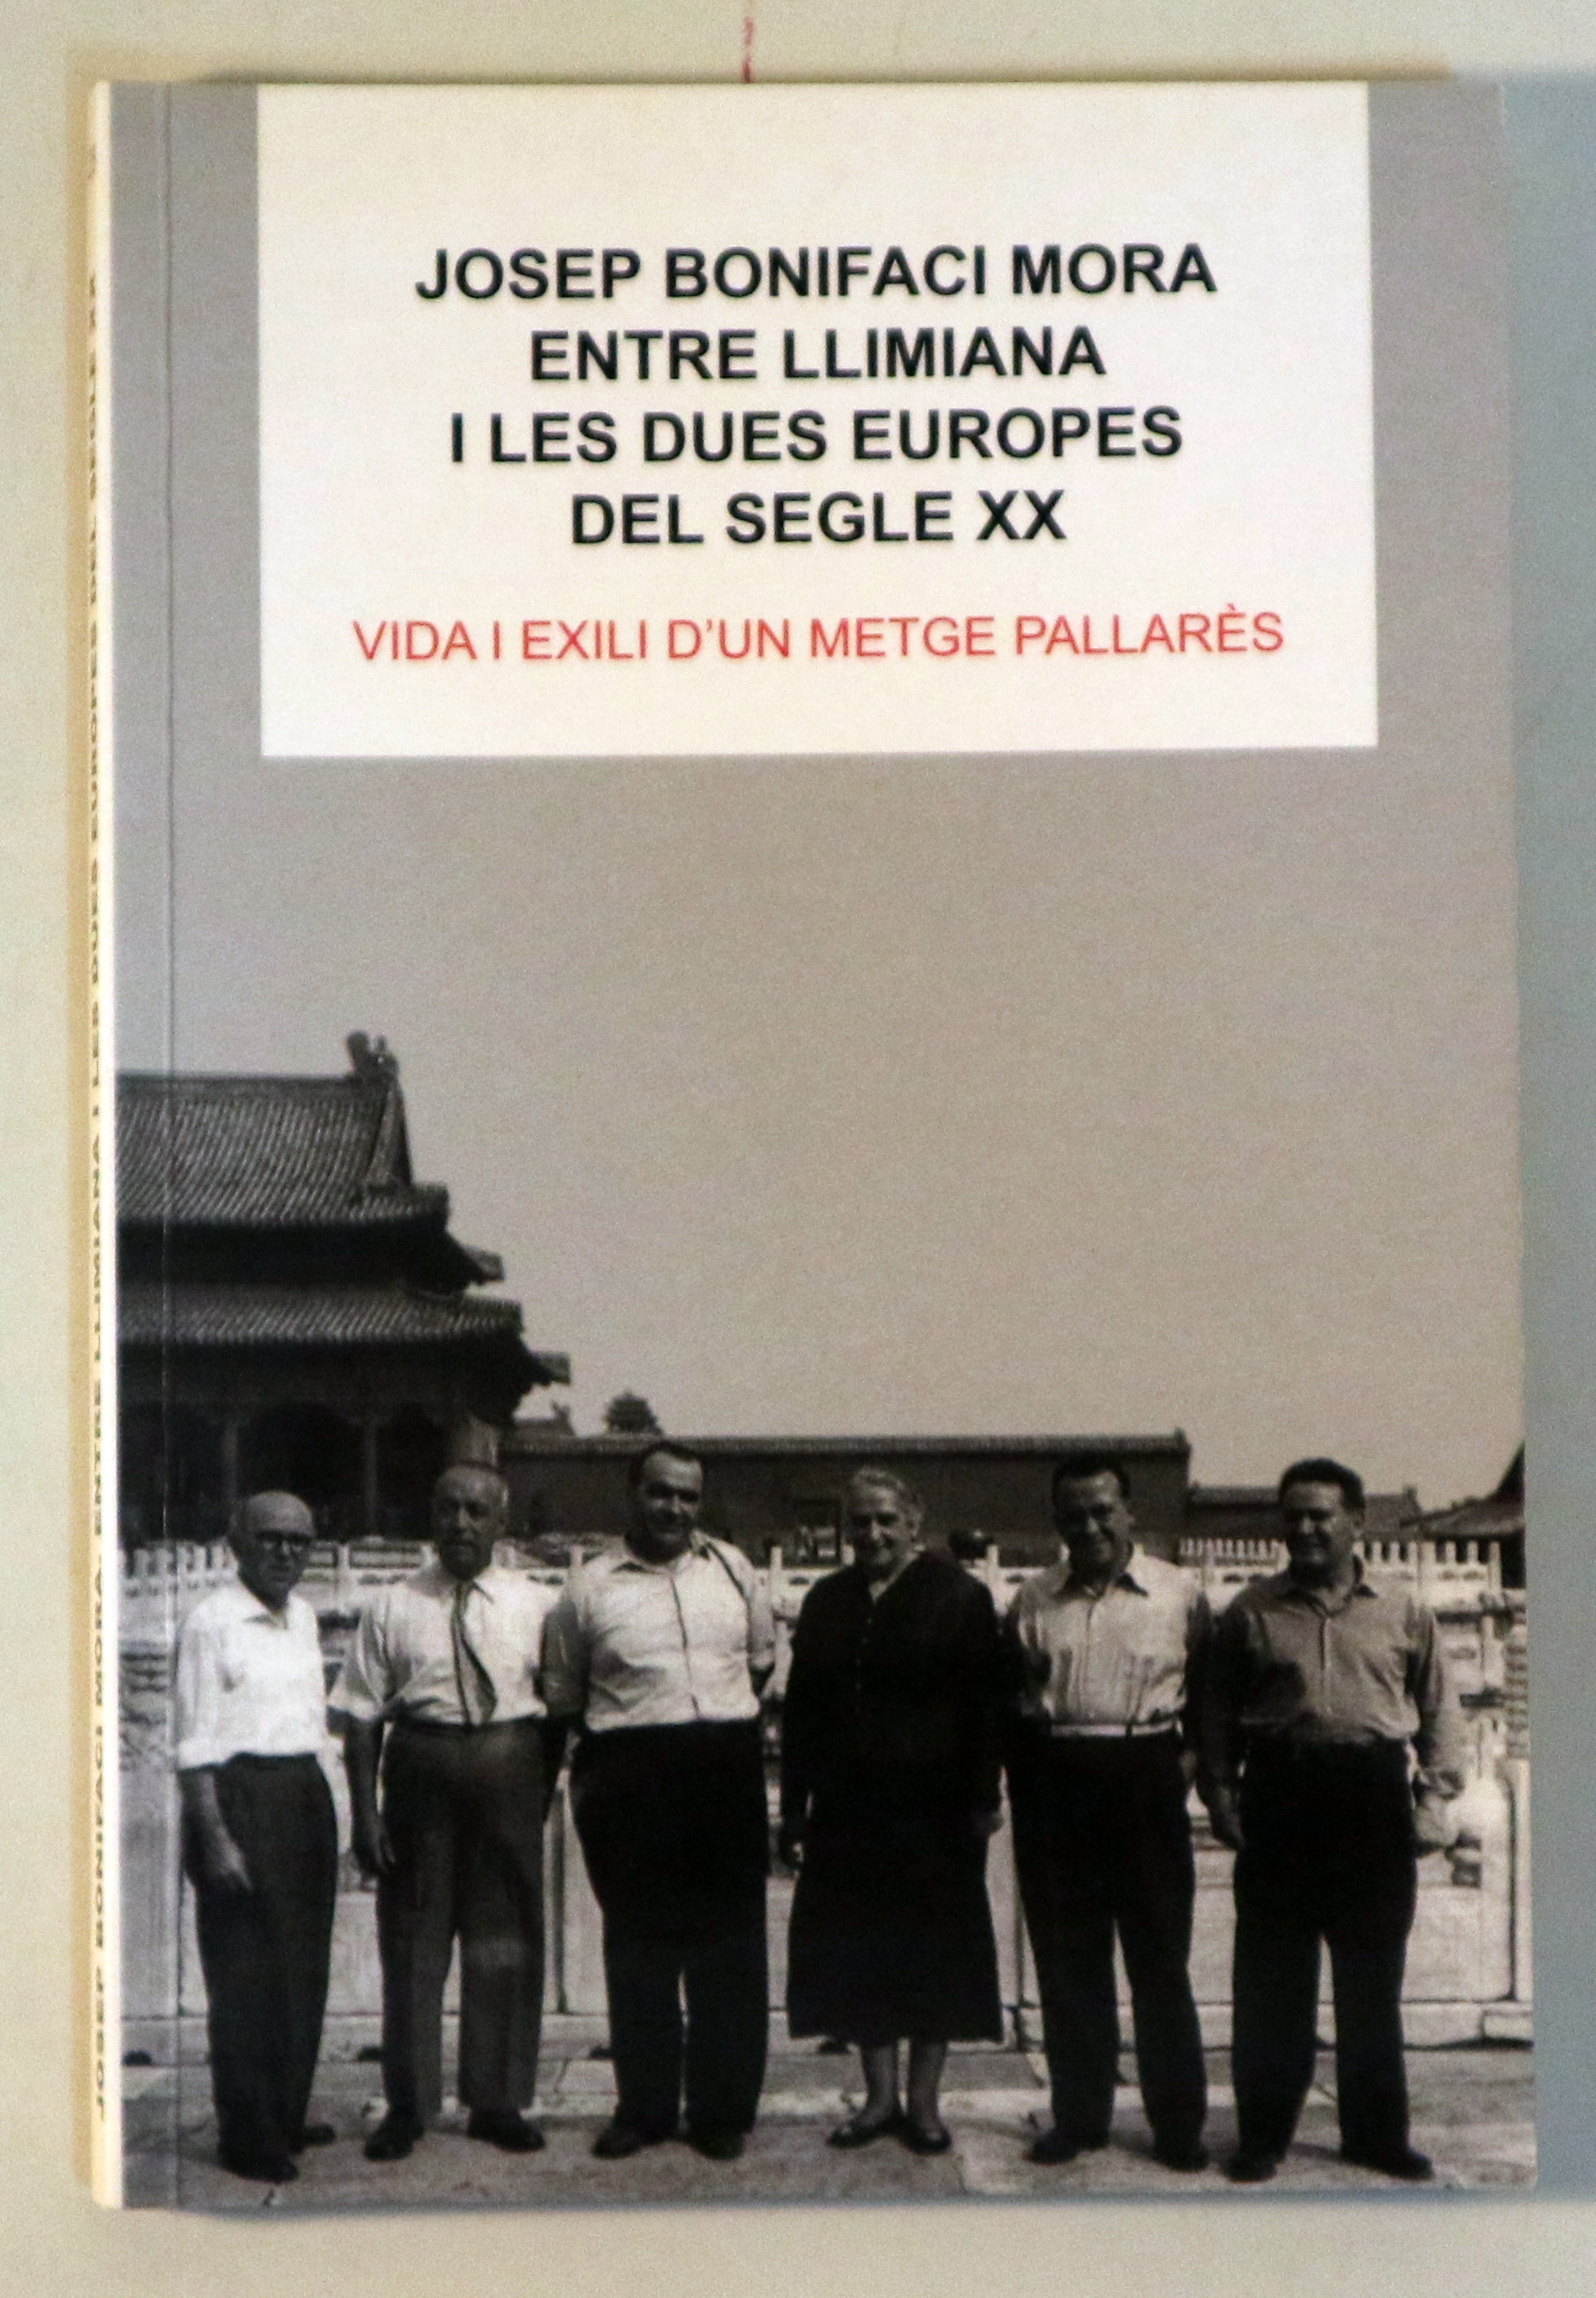 JOSEP BONIFACI MORA
ENTRE LLIMIANA
I LES DUES EUROPES
DEL SEGLE XX
VIDA I EXILI D'UN METGE PALLARÈS
JOSEP BONIFACI MORA. ENTRE LLIMIANA I LES DUES EUROPES DEL SEGLE XX